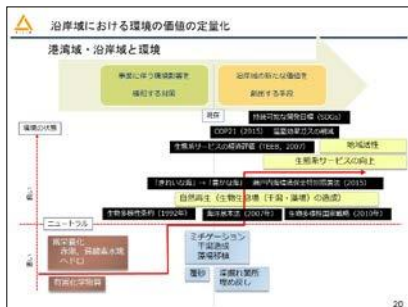 沿岸域における環境の価値の定量化
港湾域・沿岸域と環境
事業に伴う環境影響を
緩和する対策
沿岸域の新たな価値を
創出する手段
現在
持続可能な開発目標（SDGs）
COP21（2015） 温室効果ガスの削減
環境の状態
生態系サービスの経済評価（TEEB, 2007）
地域活性
生態系サービスの向上
「きれいな海」→「豊かな海」 瀬戸内海環境保全特別措置法（2015）
自然再生（生物生息場（干潟・藻場）の造成）
生物多様性条約（1992年）
海洋基本法（2007年）
生物多様性国家戦略（2010年）
ニュートラル
富栄養化
赤潮、貧酸素水塊
ヘドロ
ミチゲーション
干潟造成
藻場移植
有害化学物質
覆砂
深掘れ箇所
埋め戻し
20